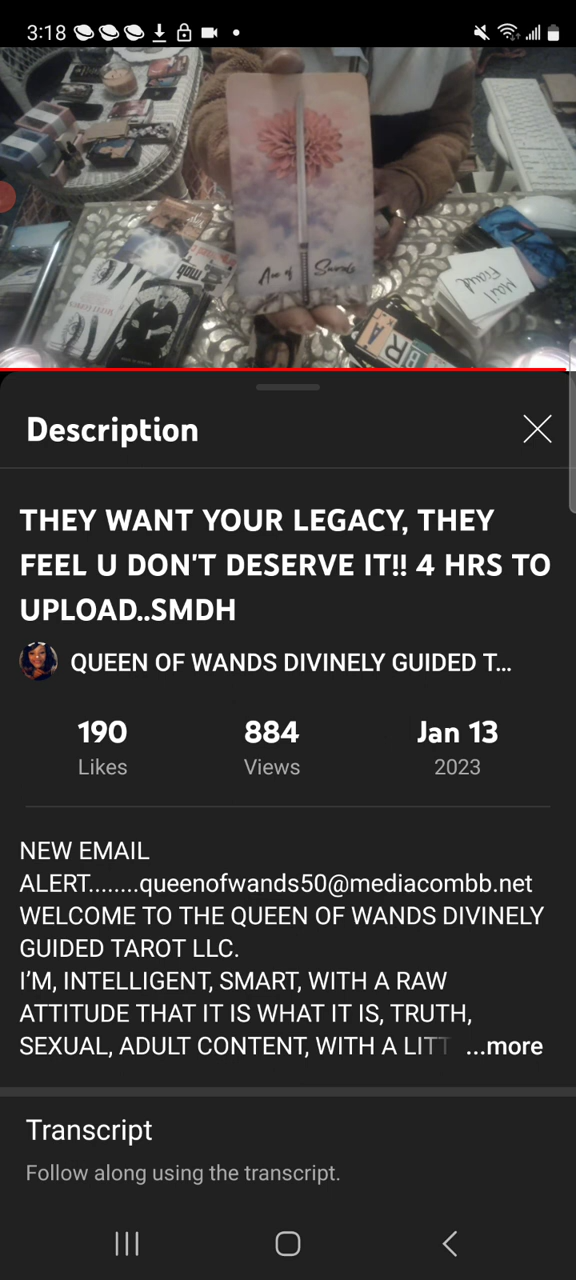 3:18
Ace of Swords
mob
Mail
Fraud
R
Description
THEY WANT YOUR LEGACY, THEY
FEEL U DON'T DESERVE IT!! 4 HRS TO
UPLOAD..SMDH
QUEEN OF WANDS DIVINELY GUIDED T...
190
884
Jan 13
Likes
Views
2023
NEW EMAIL
ALERT........queenofwands50@mediacombb.net
WELCOME TO THE QUEEN OF WANDS DIVINELY
GUIDED TAROT LLC.
I'M, INTELLIGENT, SMART, WITH A RAW
ATTITUDE THAT IT IS WHAT IT IS, TRUTH,
SEXUAL, ADULT CONTENT, WITH A LITT ...more
Transcript
Follow along using the transcript.